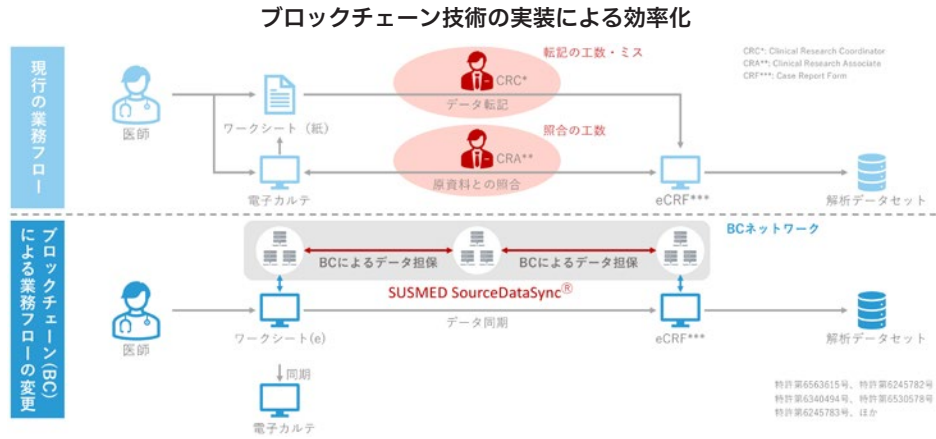 ブロックチェーン技術の実装による効率化
現行の業務フロー
医師
ワークシート（紙）
電子カルテ
転記の工数・ミス
CRC*
データ転記
照合の工数
CRA**
原資料との照合
eCRF***
解析データセット
CRC*: Clinical Research Coordinator
CRA**: Clinical Research Associate
CRF***: Case Report Form
ブロックチェーン(BC)
による業務フローの変更
医師
BCネットワーク
BCによるデータ担保
BCによるデータ担保
SUSMED SourceDataSync®
ワークシート(e)
データ同期
eCRF***
解析データセット
同期
電子カルテ
特許第6563615号、特許第6245782号
特許第6340494号、特許第6530578号
特許第6245783号、ほか